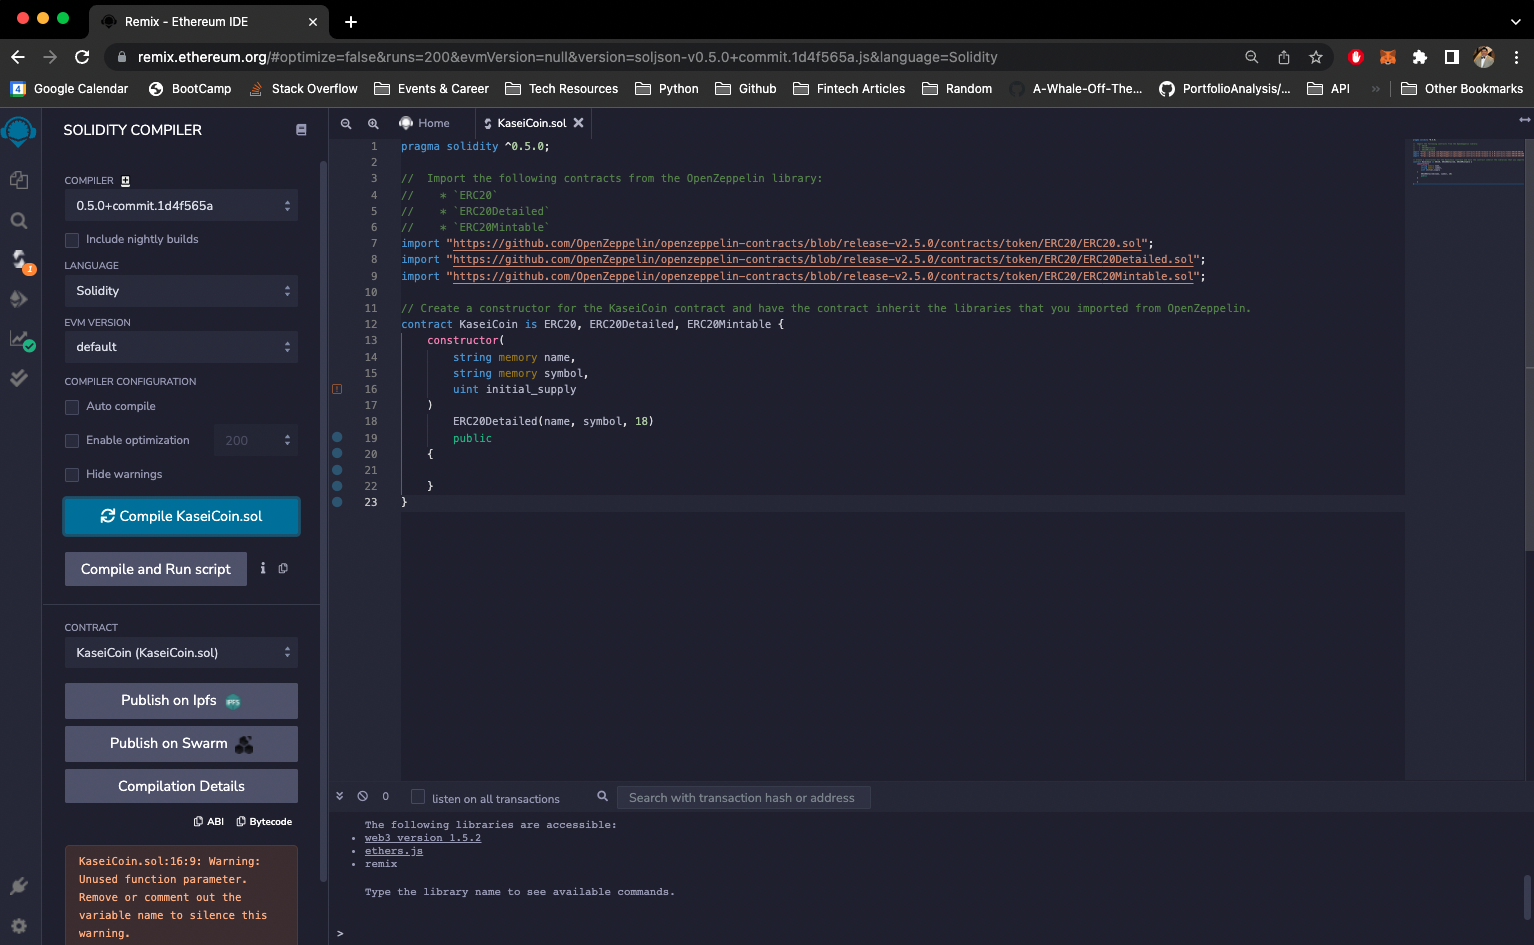 Remix - Ethereum IDE
remix.ethereum.org/#optimize=false&runs=200&evmVersion=null&version=soljson-v0.5.0+commit.1d4f565a.js&language=Solidity
4 Google Calendar BootCamp Stack Overflow Events & Career Tech Resources Python Github Fintech Articles Random A-Whale-Off-The... PortfolioAnalysis/... API » Other Bookmarks
SOLIDITY COMPILER
COMPILER
0.5.0+commit.1d4f565a
Include nightly builds
1
LANGUAGE
Solidity
EVM VERSION
default
COMPILER CONFIGURATION
Auto compile
Enable optimization 200
Hide warnings
Compile KaseiCoin.sol
Compile and Run script
CONTRACT
KaseiCoin (KaseiCoin.sol)
Publish on Ipfs IPFS
Publish on Swarm
Compilation Details
ABI Bytecode
KaseiCoin.sol:16:9: Warning:
Unused function parameter.
Remove or comment out the
variable name to silence this
warning.
Home KaseiCoin.sol
1 pragma solidity ^0.5.0;
2
3 //  Import the following contracts from the OpenZeppelin library:
4 //    * `ERC20`
5 //    * `ERC20Detailed`
6 //    * `ERC20Mintable`
7 import "https://github.com/OpenZeppelin/openzeppelin-contracts/blob/release-v2.5.0/contracts/token/ERC20/ERC20.sol";
8 import "https://github.com/OpenZeppelin/openzeppelin-contracts/blob/release-v2.5.0/contracts/token/ERC20/ERC20Detailed.sol";
9 import "https://github.com/OpenZeppelin/openzeppelin-contracts/blob/release-v2.5.0/contracts/token/ERC20/ERC20Mintable.sol";
10
11 // Create a constructor for the KaseiCoin contract and have the contract inherit the libraries that you imported from OpenZeppelin.
12 contract KaseiCoin is ERC20, ERC20Detailed, ERC20Mintable {
13     constructor(
14         string memory name,
15         string memory symbol,
16         uint initial_supply
17     )
18         ERC20Detailed(name, symbol, 18)
19         public
20     {
21
22     }
23 }
0 listen on all transactions Search with transaction hash or address
The following libraries are accessible:
• web3 version 1.5.2
• ethers.js
• remix
Type the library name to see available commands.
>